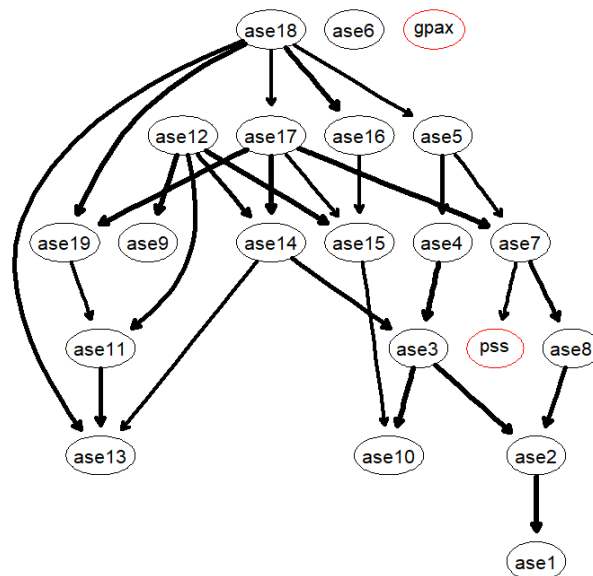 ase18 ase6 gpax
ase12 ase17 ase16 ase5
ase19 ase9 ase14 ase15 ase4 ase7
ase11 ase3 pss ase8
ase13 ase10 ase2
ase1